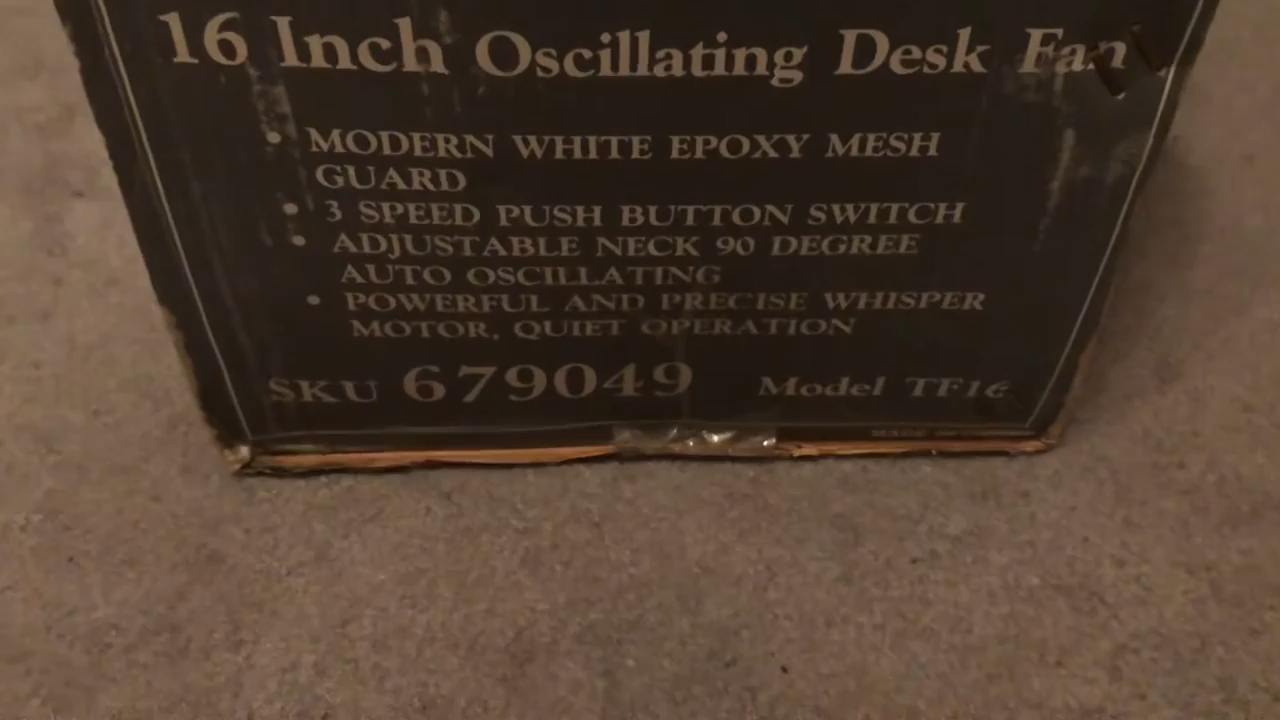 16 Inch Oscillating Desk Fan
• MODERN WHITE EPOXY MESH
GUARD
• 3 SPEED PUSH BUTTON SWITCH
• ADJUSTABLE NECK 90 DEGREE
AUTO OSCILLATING
• POWERFUL AND PRECISE WHISPER
MOTOR, QUIET OPERATION
SKU 679049 Model TF16